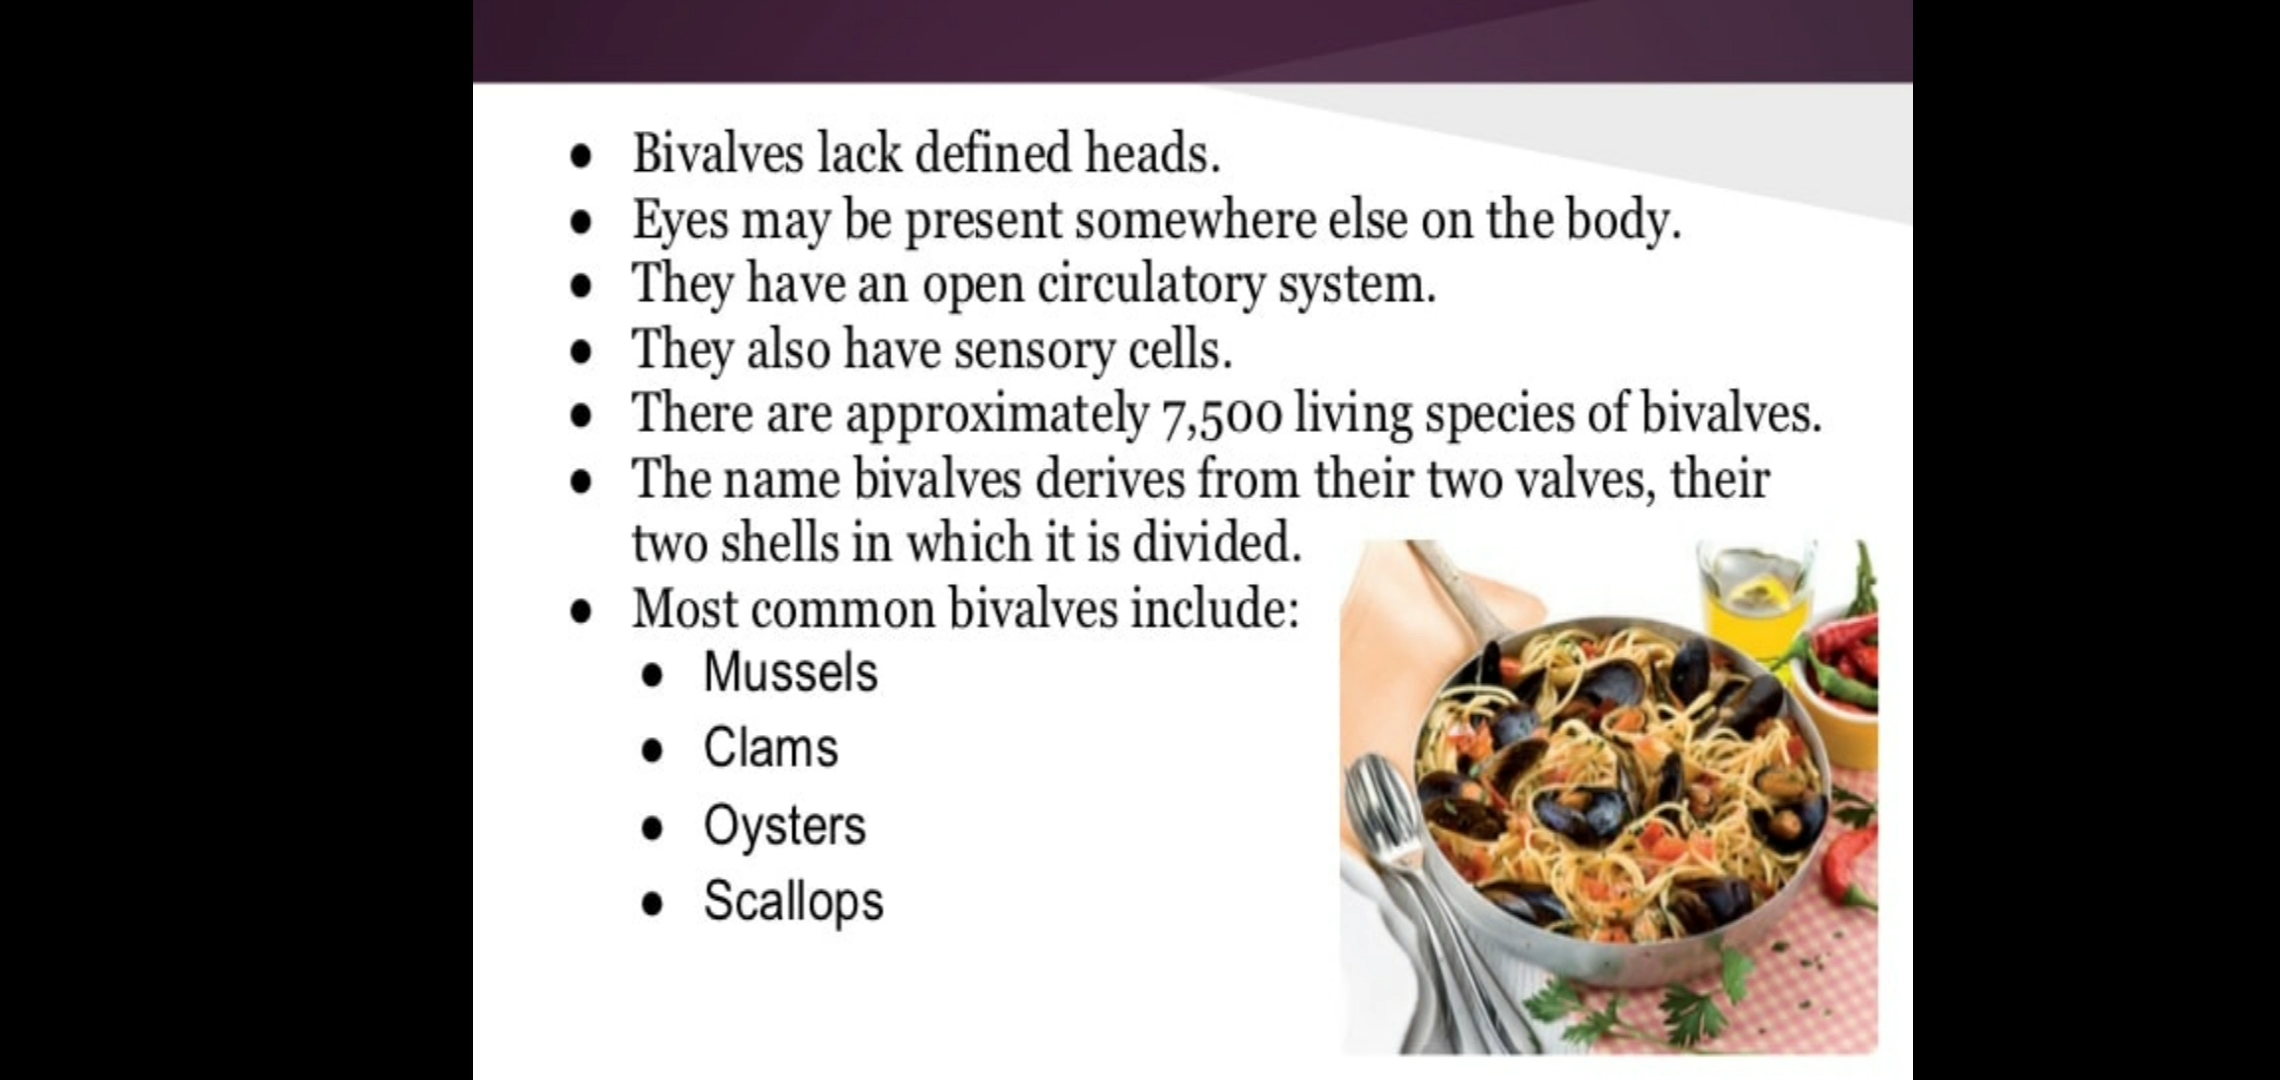 ● Bivalves lack defined heads.
● Eyes may be present somewhere else on the body.
● They have an open circulatory system.
● They also have sensory cells.
● There are approximately 7,500 living species of bivalves.
● The name bivalves derives from their two valves, their
two shells in which it is divided.
● Most common bivalves include:
● Mussels
● Clams
● Oysters
● Scallops